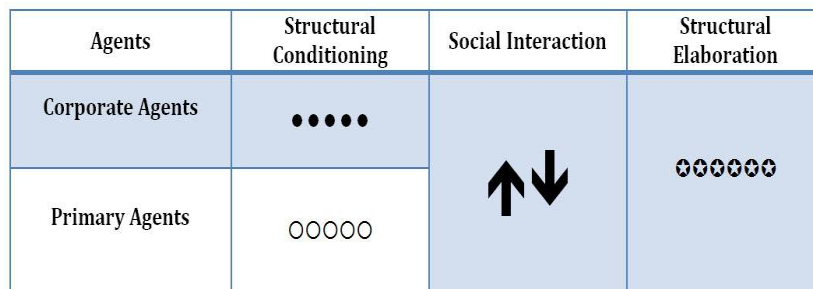 Agents
Structural
Conditioning
Social Interaction
Structural
Elaboration
Corporate Agents
●●●●●
Primary Agents
○○○○○
↑↓
✪✪✪✪✪✪